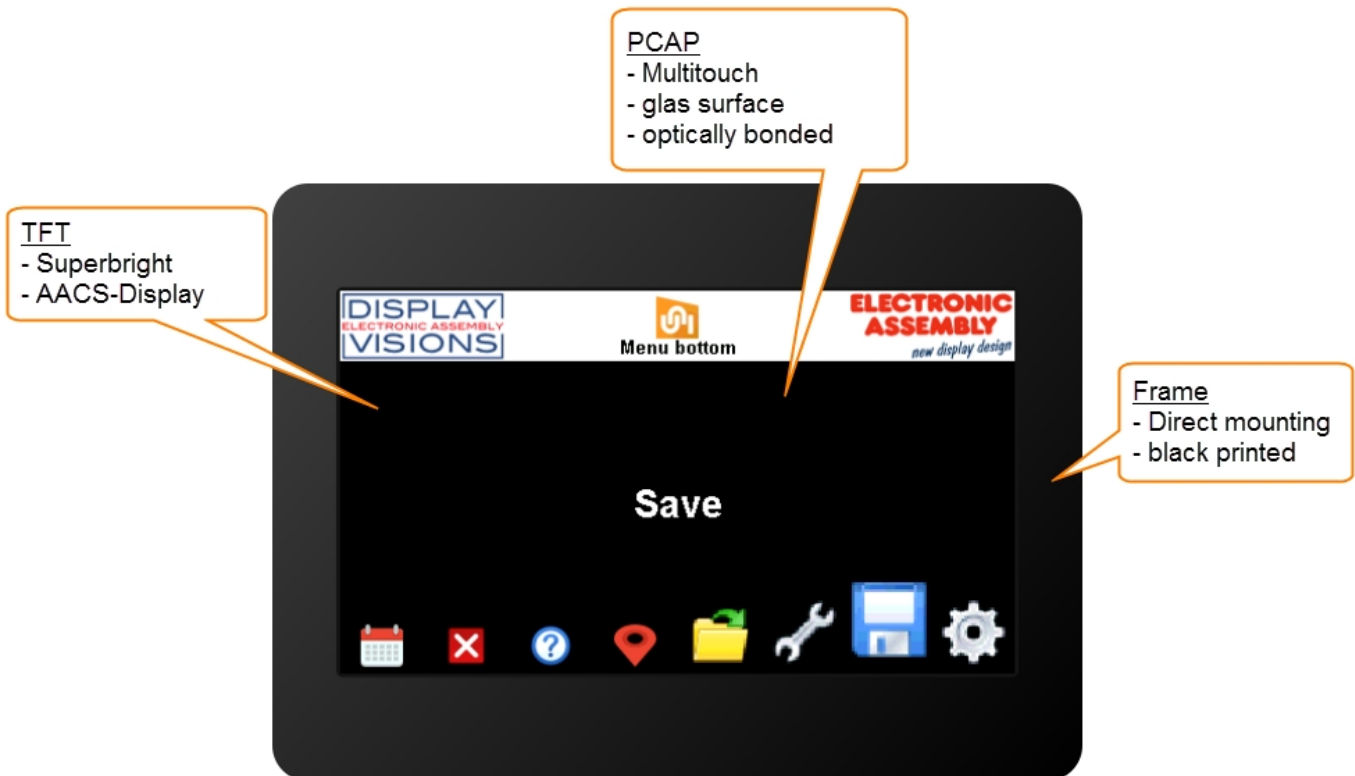 PCAP
- Multitouch
- glas surface
- optically bonded
TFT
- Superbright
- AACS-Display
DISPLAY
ELECTRONIC ASSEMBLY
VISIONS
Menu bottom
ELECTRONIC
ASSEMBLY
new display design
Frame
- Direct mounting
- black printed
Save
?